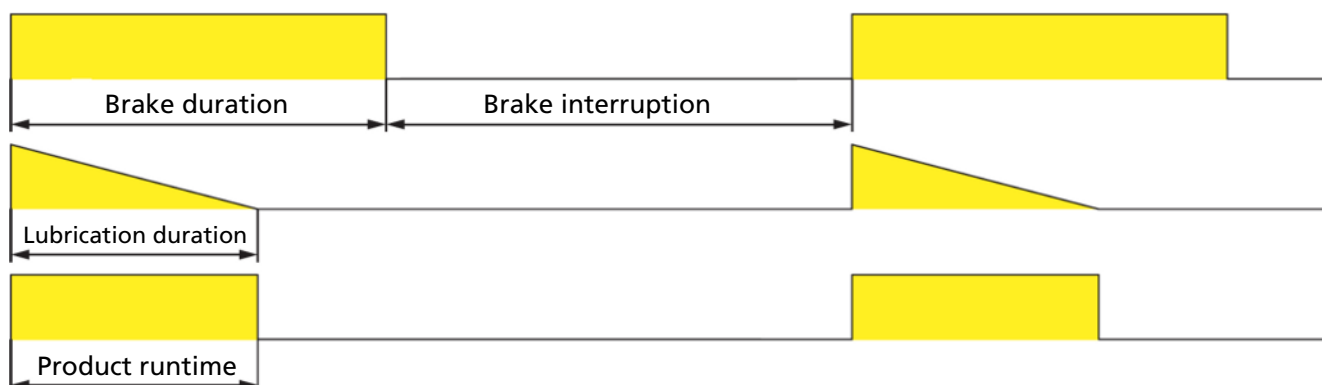 Brake duration
Brake interruption
Lubrication duration
Product runtime